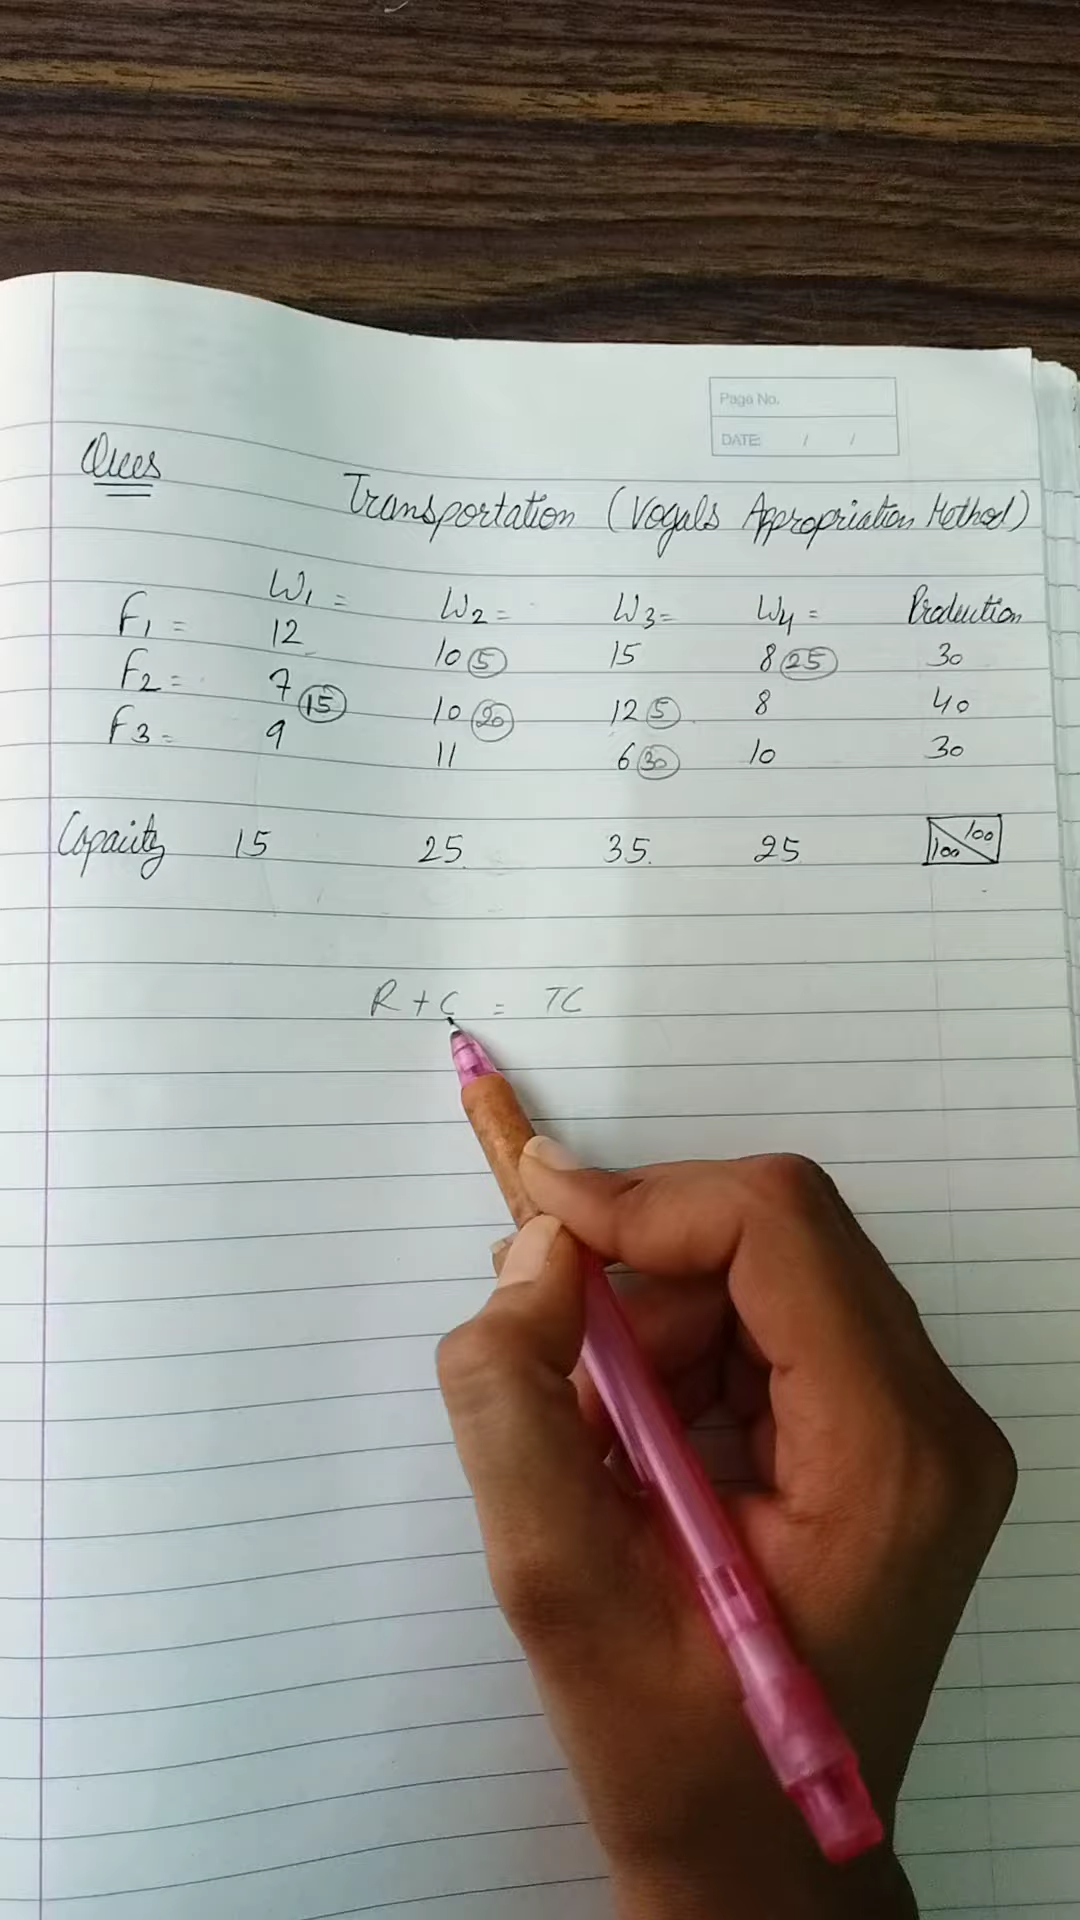 Page No.
DATE: / /
Ques
Transportation (Vogals Appropriation Method)
W1 = W2 = W3 = W4 = Production
F1 = 12 10 (5) 15 8 (25) 30
F2 = 7 (15) 10 (20) 12 (5) 8 40
F3 = 9 11 6 (30) 10 30
Capacity 15 25 35 25 100 100
R + C = TC